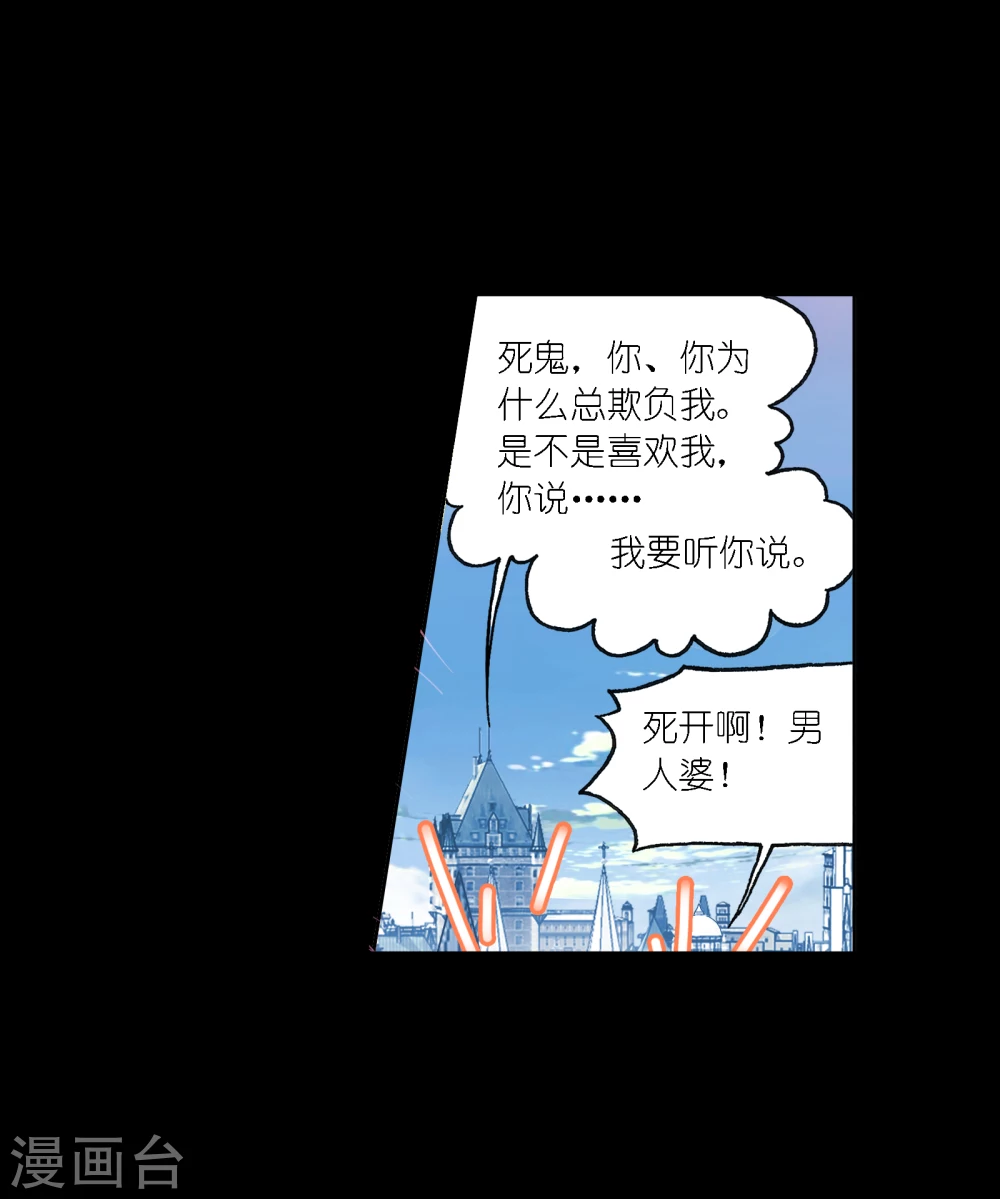 死鬼，你、你为
什么总欺负我。
是不是喜欢我，
你说······
我要听你说。
死开啊！男
人婆！
漫画台